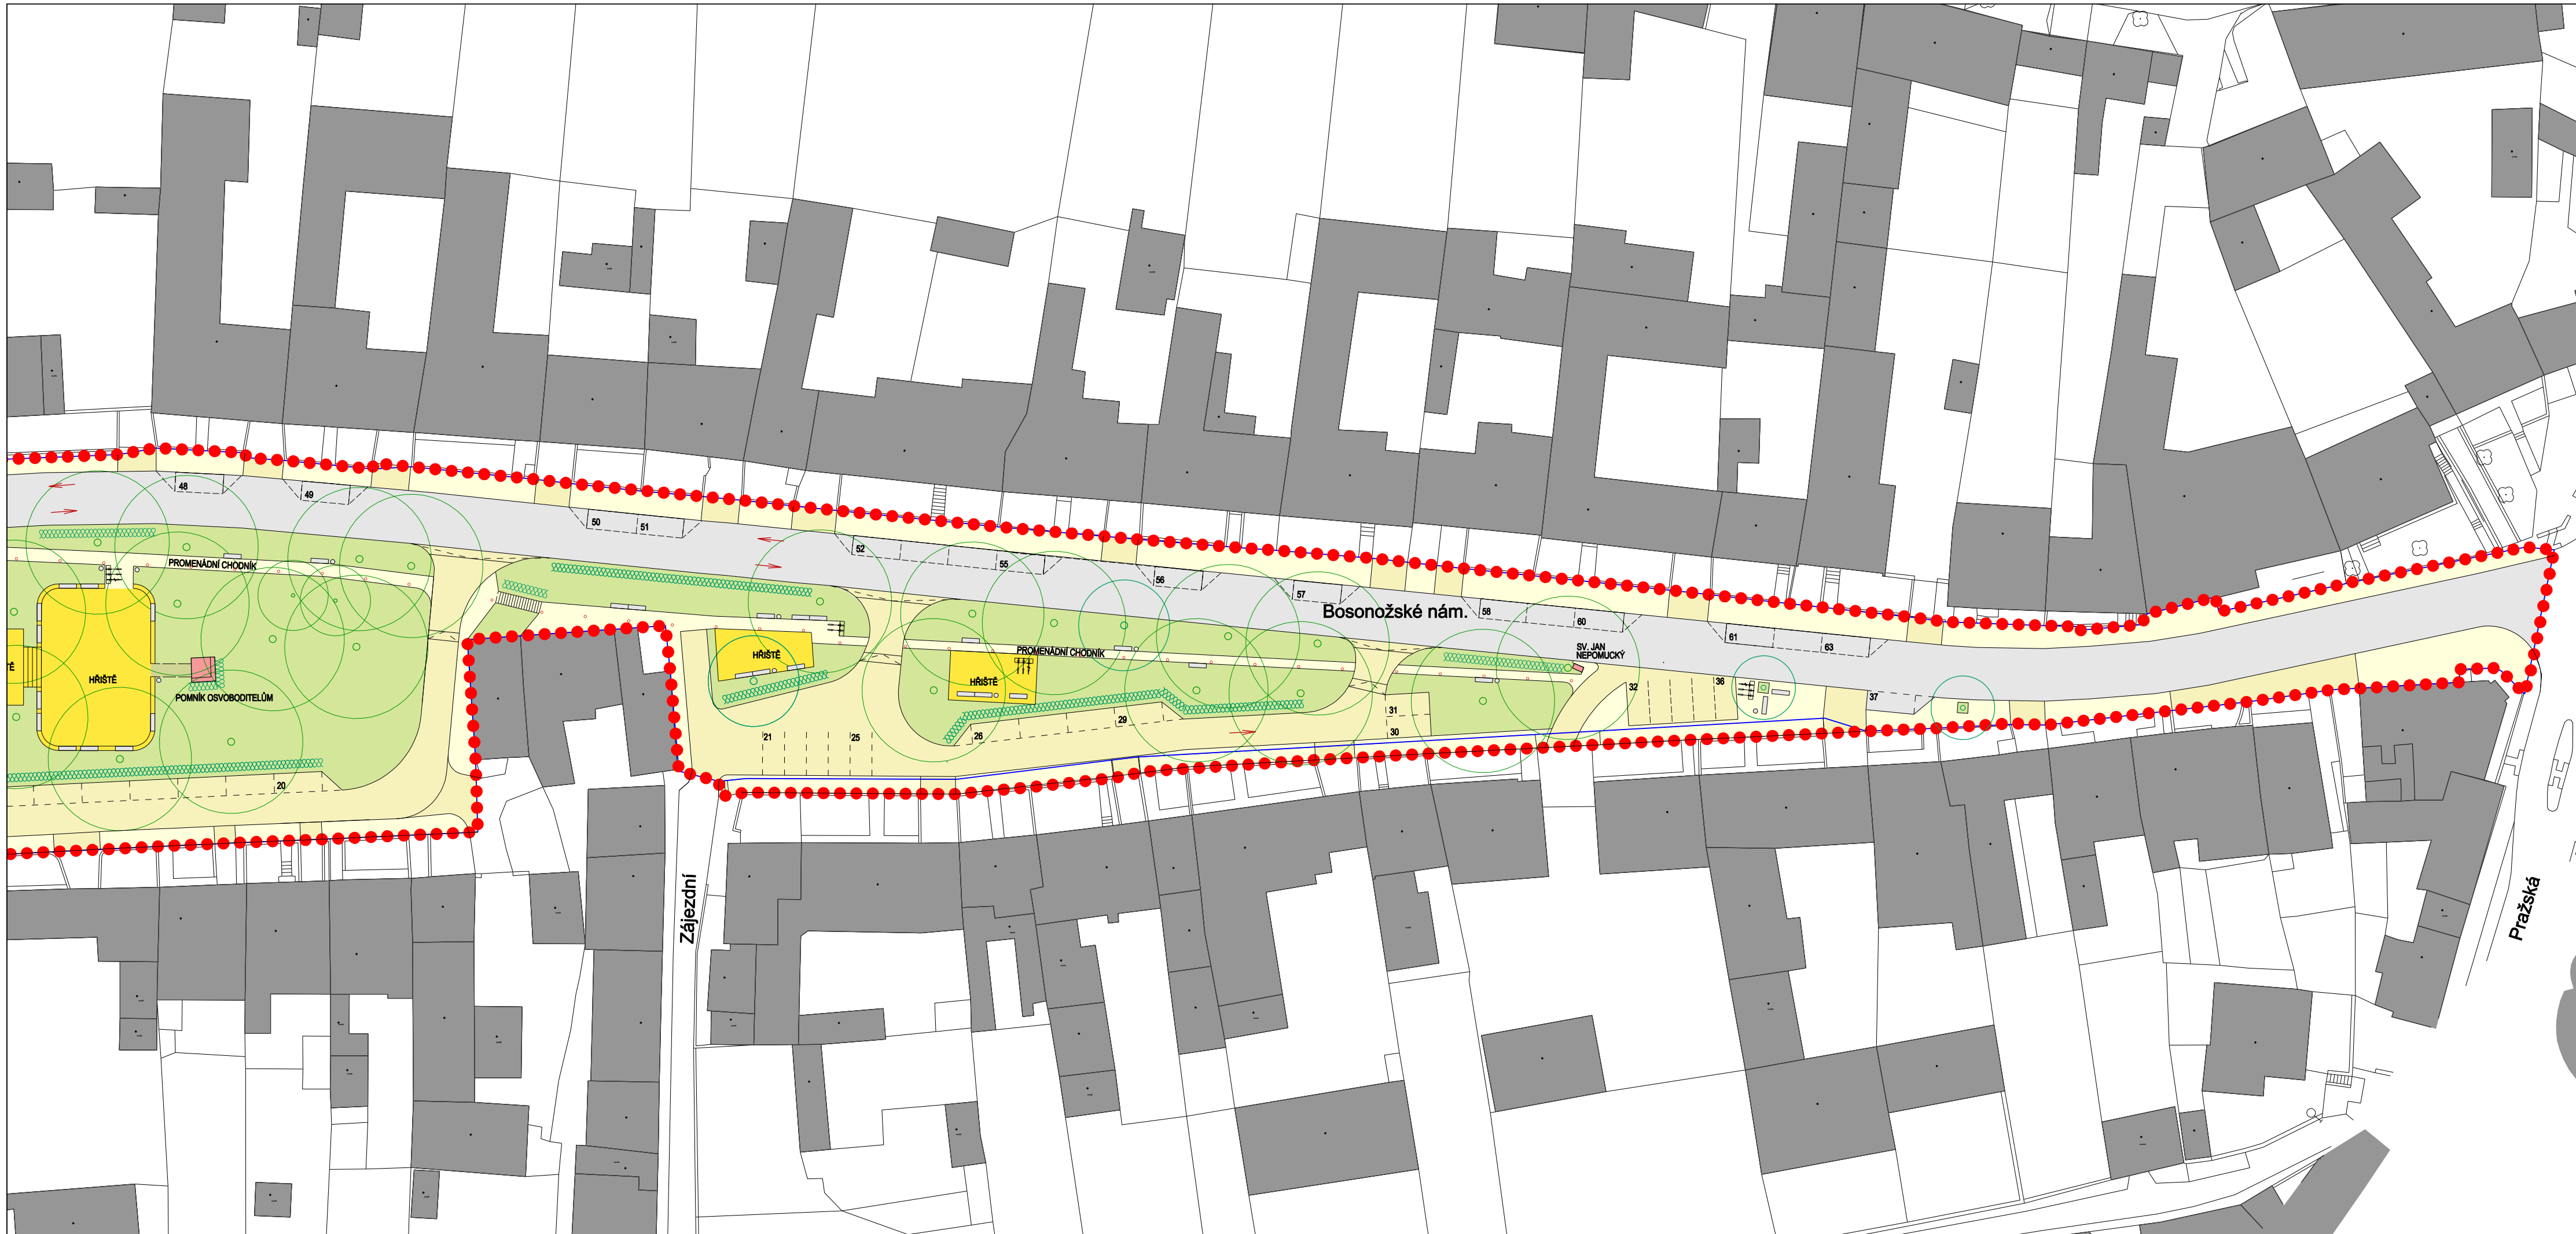 48
49
50
51
52
55
56
57
58
60
61
63
Bosonožské nám.
PROMENÁDNÍ CHODNÍK
HŘIŠTĚ
POMNÍK OSVOBODITELŮM
20
HŘIŠTĚ
21
25
PROMENÁDNÍ CHODNÍK
HŘIŠTĚ
26
29
31
30
SV. JAN
NEPOMUCKÝ
32
36
37
Zájezdní
Pražská